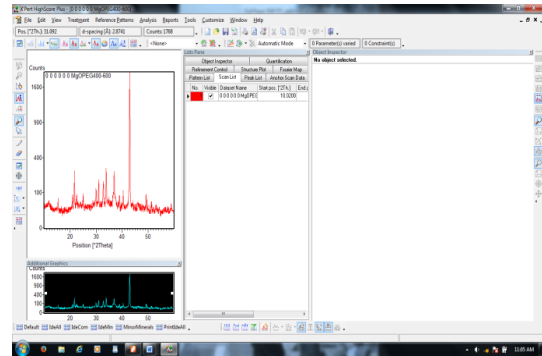 X'Pert HighScore Plus - [0 0 0 0 0 0 MgOPEG400-600]
File Edit View Treatment Reference Patterns Analysis Reports Tools Customize Window Help
Pos.[°2Th.] 31.092 d-spacing [Å] 2.8741 Counts 1708
<None> Automatic Mode 0 Parameter(s) varied 0 Constraint(s)
Lists Pane
Object Inspector
Object Inspector Quantification
No object selected.
Refinement Control Structure Plot Fourier Map
Pattern List Scan List Peak List Anchor Scan Data
No. Visible Dataset Name Start pos. [°2Th.] End
0 0 0 0 0 0 MgOPEG 10.0200
Counts
0 0 0 0 0 0 MgOPEG400-600
1600
900
400
100
0
20 30 40 50
Position [°2Theta]
Additional Graphics
Counts
1600
900
400
100
0
20 30 40 50
Default IdeAll IdeCom IdeMin MinorMinerals PrintIdeAll
11:05 AM